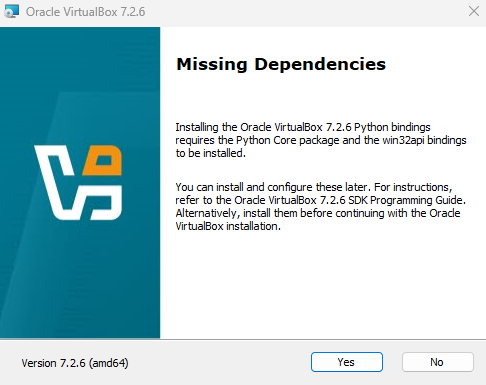 Oracle VirtualBox 7.2.6
Missing Dependencies
Installing the Oracle VirtualBox 7.2.6 Python bindings
requires the Python Core package and the win32api bindings
to be installed.
You can install and configure these later. For instructions,
refer to the Oracle VirtualBox 7.2.6 SDK Programming Guide.
Alternatively, install them before continuing with the Oracle
VirtualBox installation.
Version 7.2.6 (amd64)
Yes
No